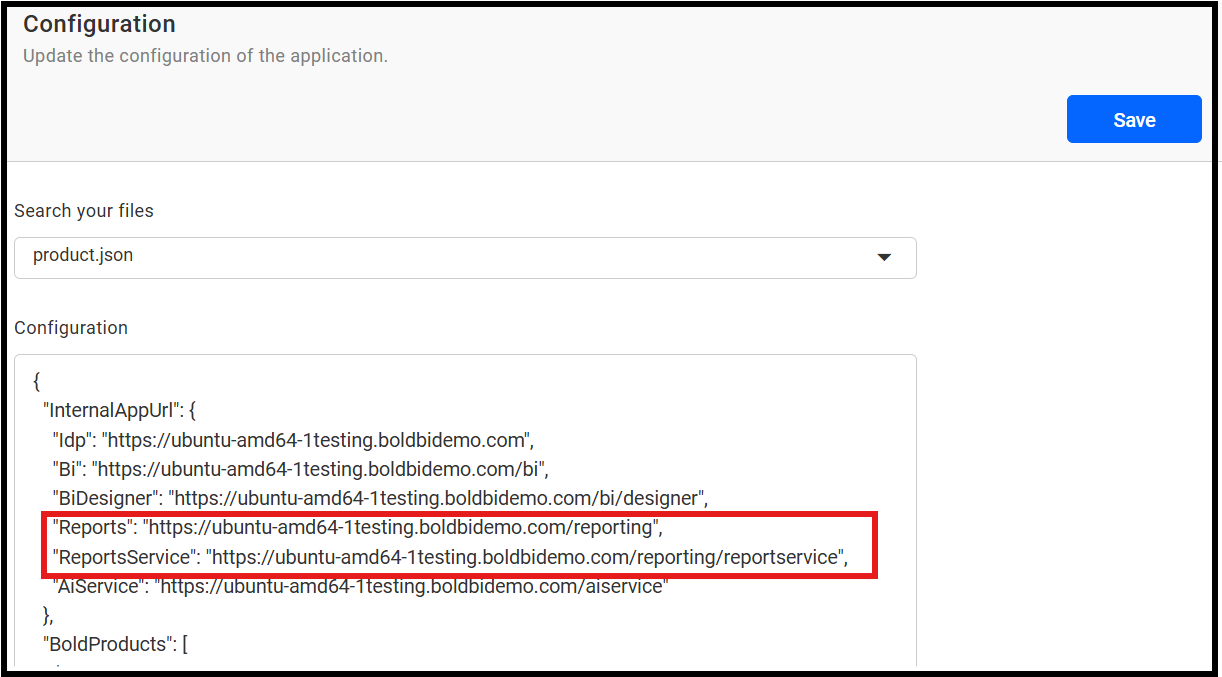 Configuration
Update the configuration of the application.
Save
Search your files
product.json
Configuration
{
"InternalAppUrl": {
"Idp": "https://ubuntu-amd64-1testing.boldbidemo.com",
"Bi": "https://ubuntu-amd64-1testing.boldbidemo.com/bi",
"BiDesigner": "https://ubuntu-amd64-1testing.boldbidemo.com/bi/designer",
"Reports": "https://ubuntu-amd64-1testing.boldbidemo.com/reporting",
"ReportsService": "https://ubuntu-amd64-1testing.boldbidemo.com/reporting/reportservice",
"AiService": "https://ubuntu-amd64-1testing.boldbidemo.com/aiservice"
},
"BoldProducts": [